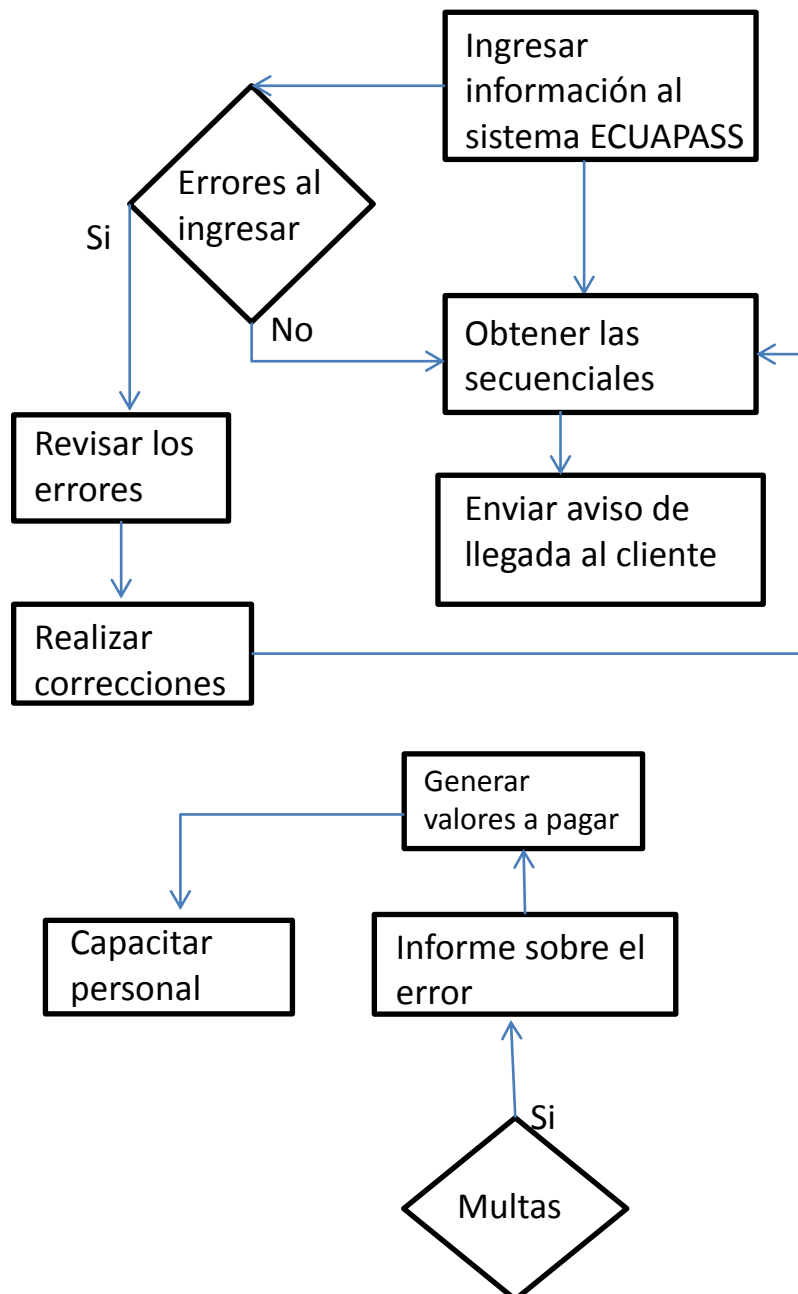 Ingresar
información al
sistema ECUAPASS
Errores al
ingresar
Si
No
Obtener las
secuenciales
Revisar los
errores
Enviar aviso de
llegada al cliente
Realizar
correcciones
Generar
valores a pagar
Capacitar
personal
Informe sobre el
error
Si
Multas